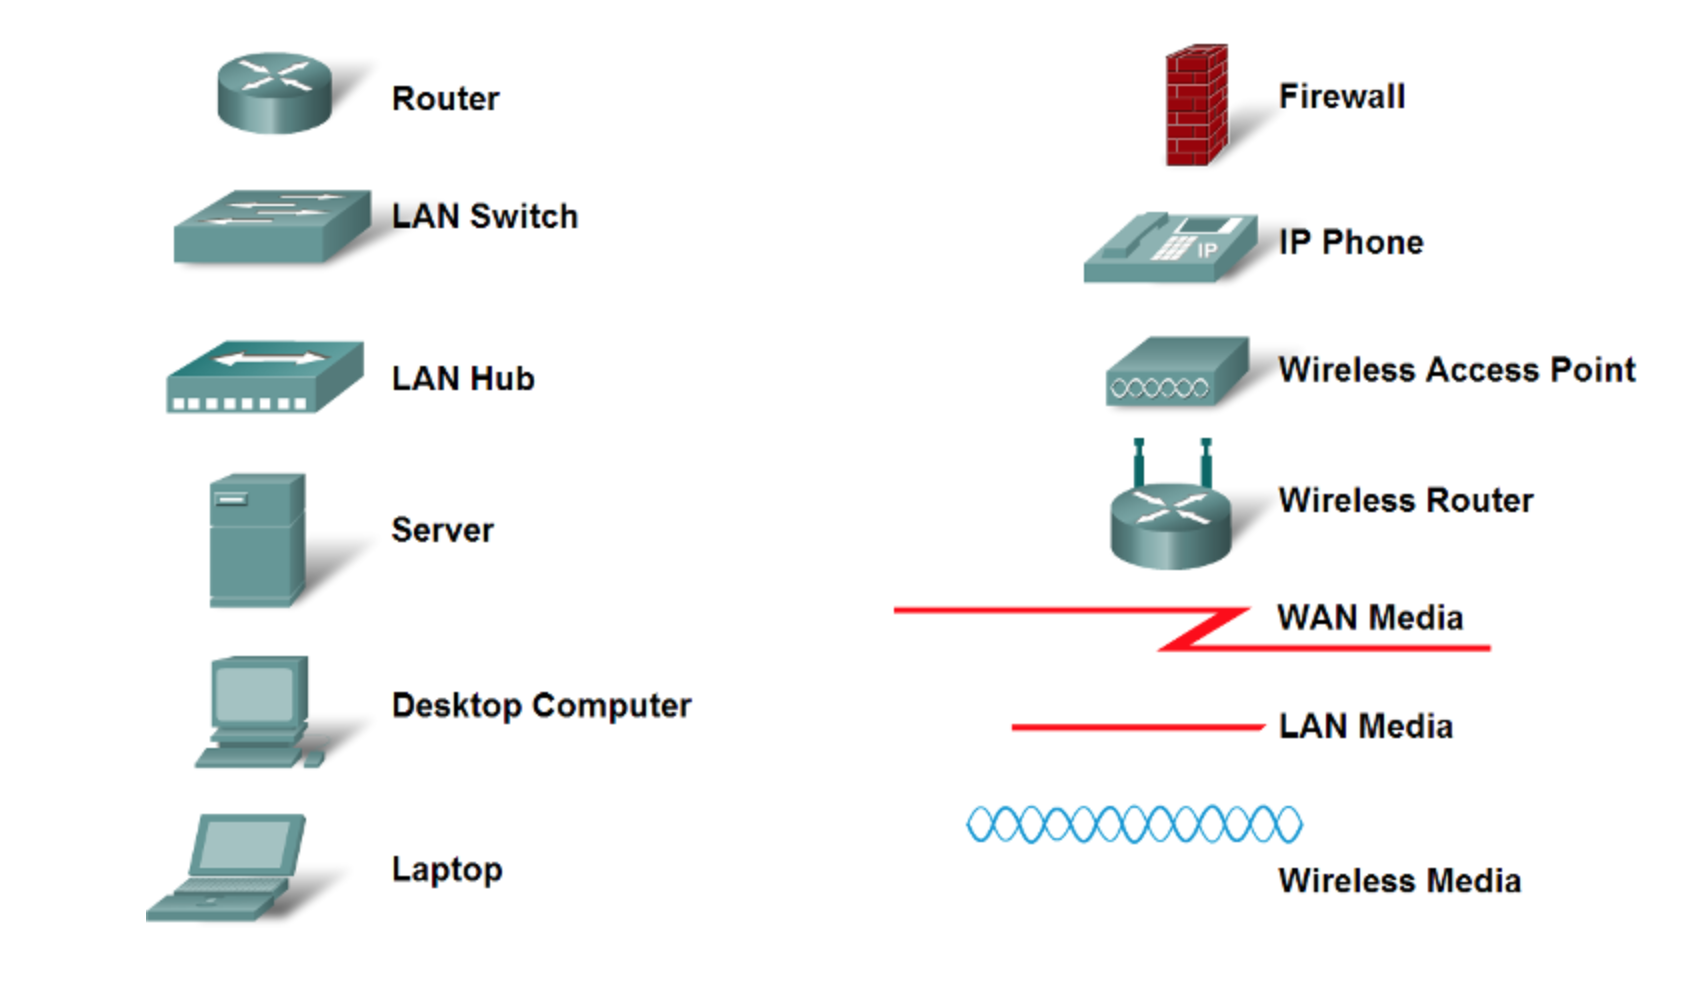 Router
LAN Switch
LAN Hub
Server
Desktop Computer
Laptop
Firewall
IP
IP Phone
Wireless Access Point
Wireless Router
WAN Media
LAN Media
Wireless Media